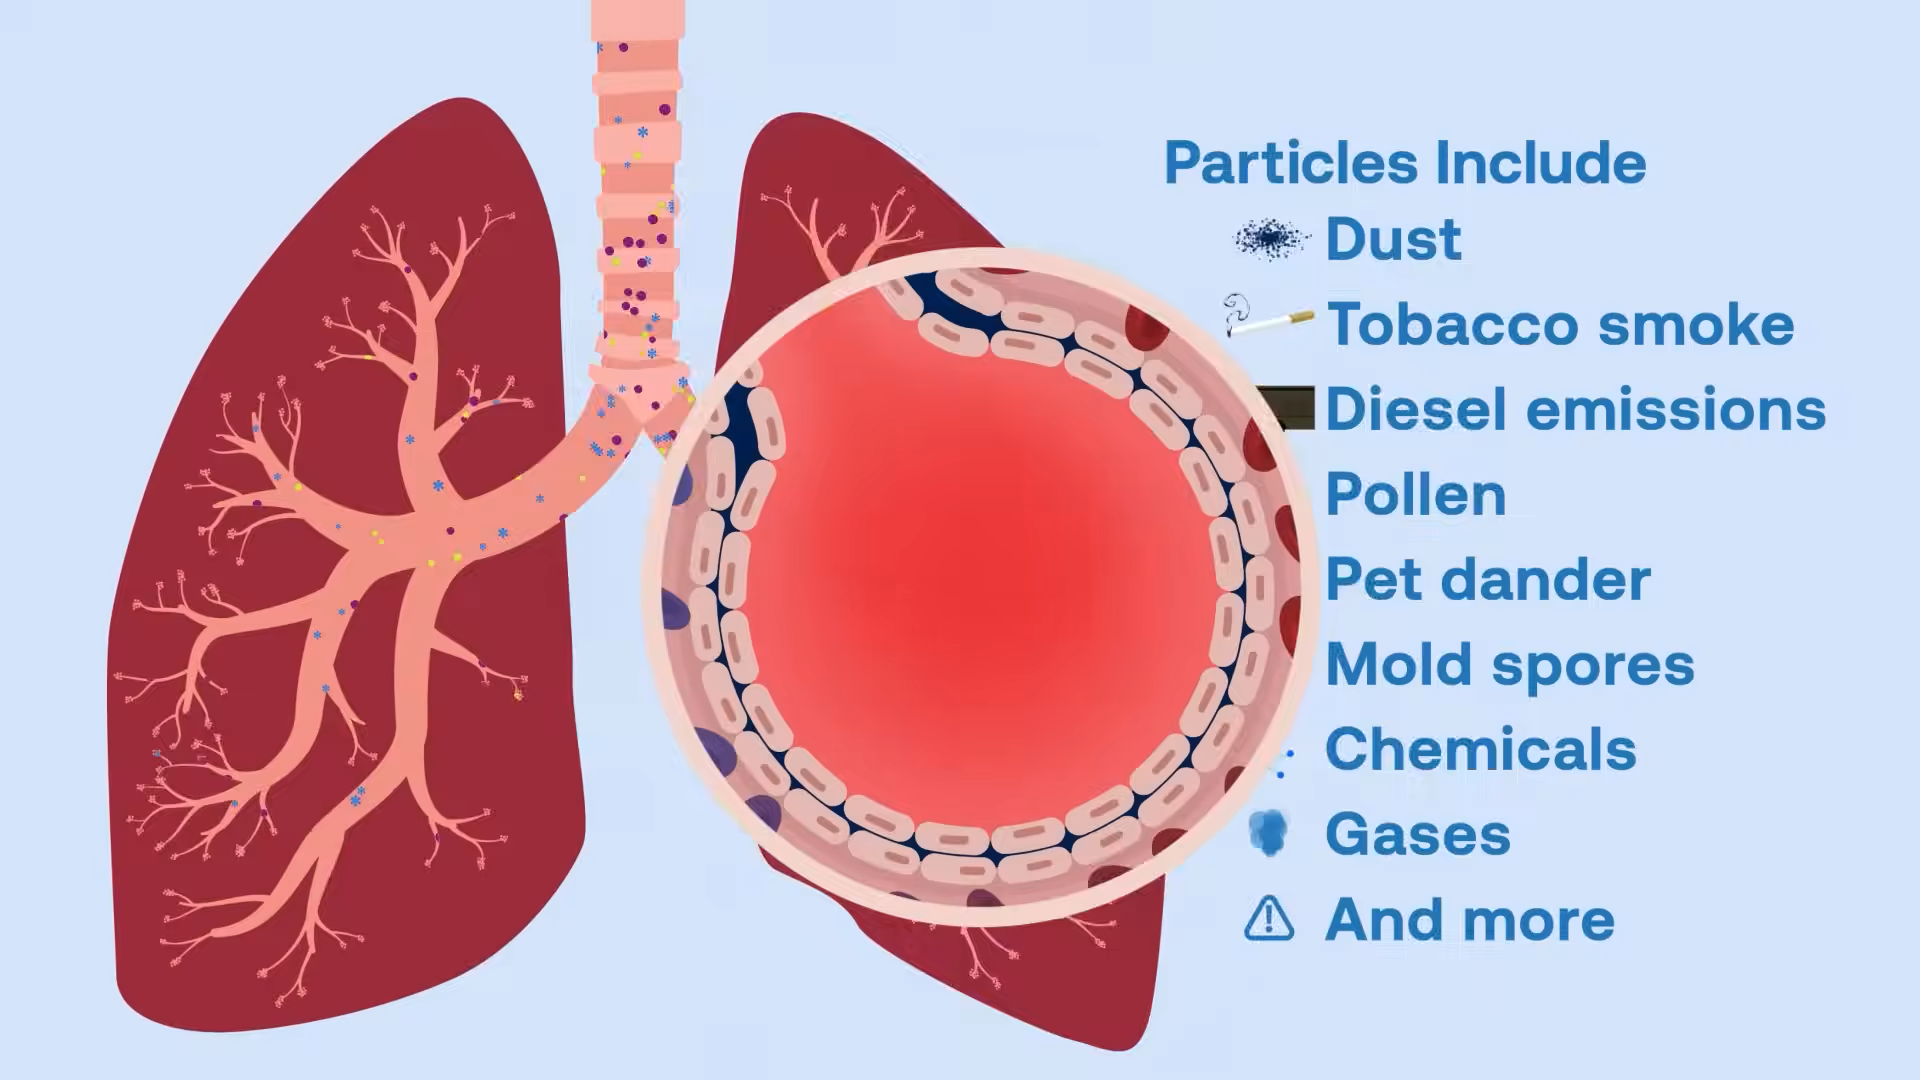 Particles Include
Dust
Tobacco smoke
Diesel emissions
Pollen
Pet dander
Mold spores
Chemicals
Gases
And more